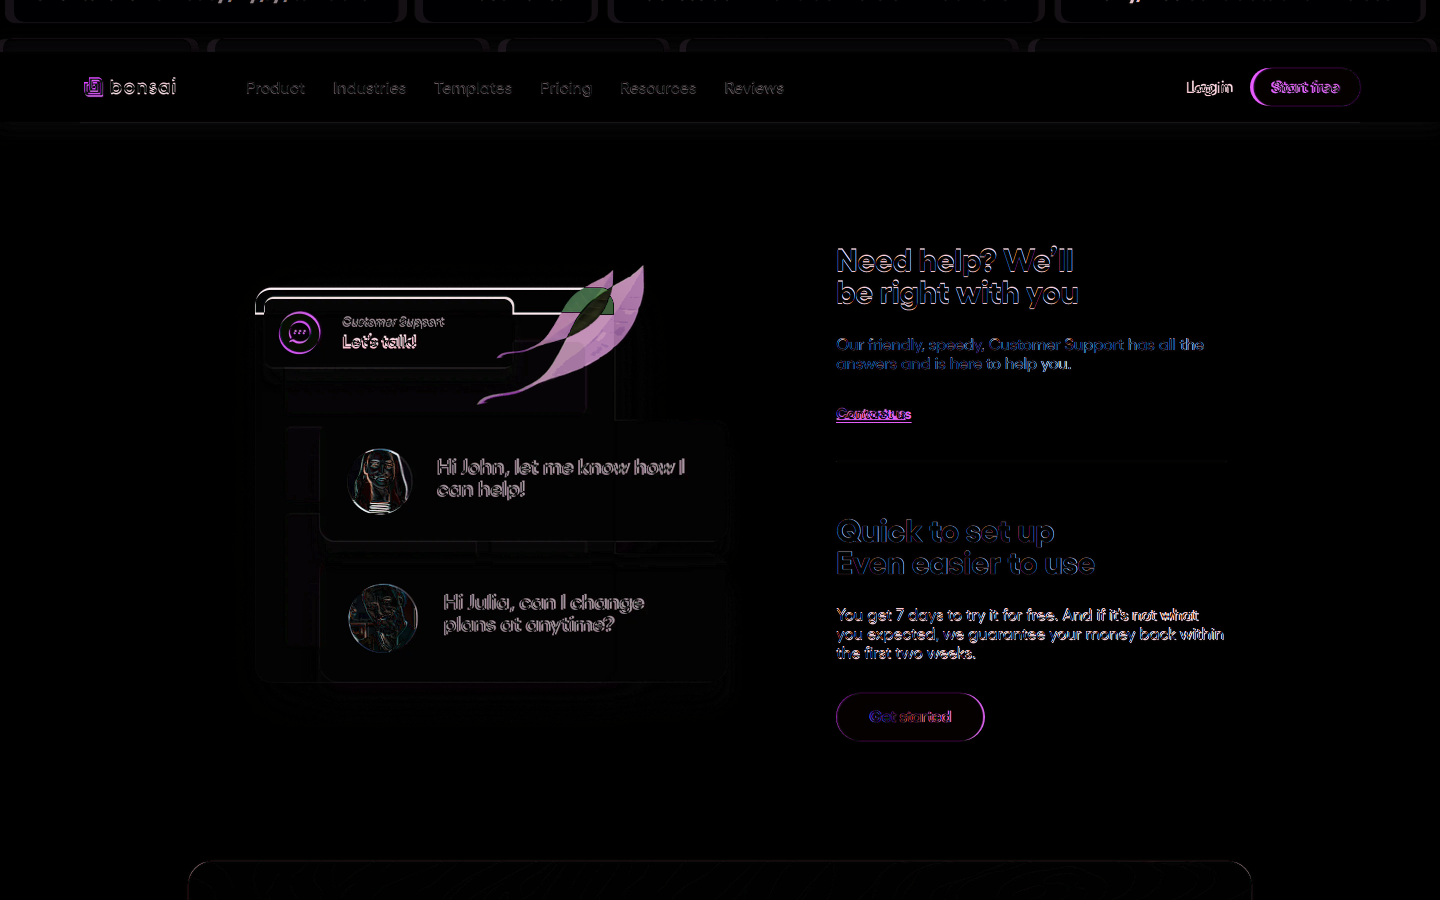 bonsai
Product Industries Templates Pricing Resources Reviews
Login
Start free
Need help? We'll
be right with you
Our friendly, speedy, Customer Support has all the
answers and is here to help you.
Contact us
Customer Support
Let's talk!
Hi John, let me know how I
can help!
Hi Julia, can I change
plans at anytime?
Quick to set up
Even easier to use
You get 7 days to try it for free. And if it's not what
you expected, we guarantee your money back within
the first two weeks.
Get started